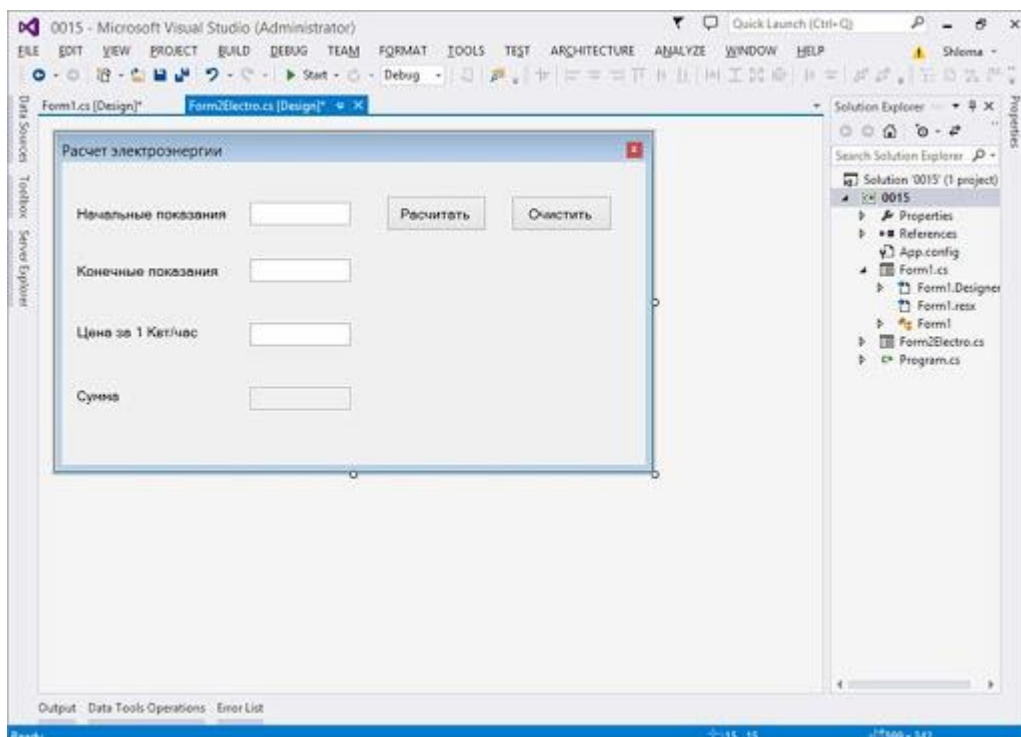 0015 - Microsoft Visual Studio (Administrator)
Quick Launch (Ctrl+Q)
FILE EDIT VIEW PROJECT BUILD DEBUG TEAM FORMAT TOOLS TEST ARCHITECTURE ANALYZE WINDOW HELP
Shloma
Start
Debug
Data Sources
Toolbox
Server Explorer
Form1.cs [Design]*
Form2Electro.cs [Design]*
Расчет электроэнергии
Начальные показания
Расчитать
Очистить
Конечные показания
Цена за 1 Квт/час
Сумма
Solution Explorer
Search Solution Explorer
Solution '0015' (1 project)
0015
Properties
References
App.config
Form1.cs
Form1.Designer
Form1.resx
Form1
Form2Electro.cs
Program.cs
Properties
Output Data Tools Operations Error List
Ready
15, 15